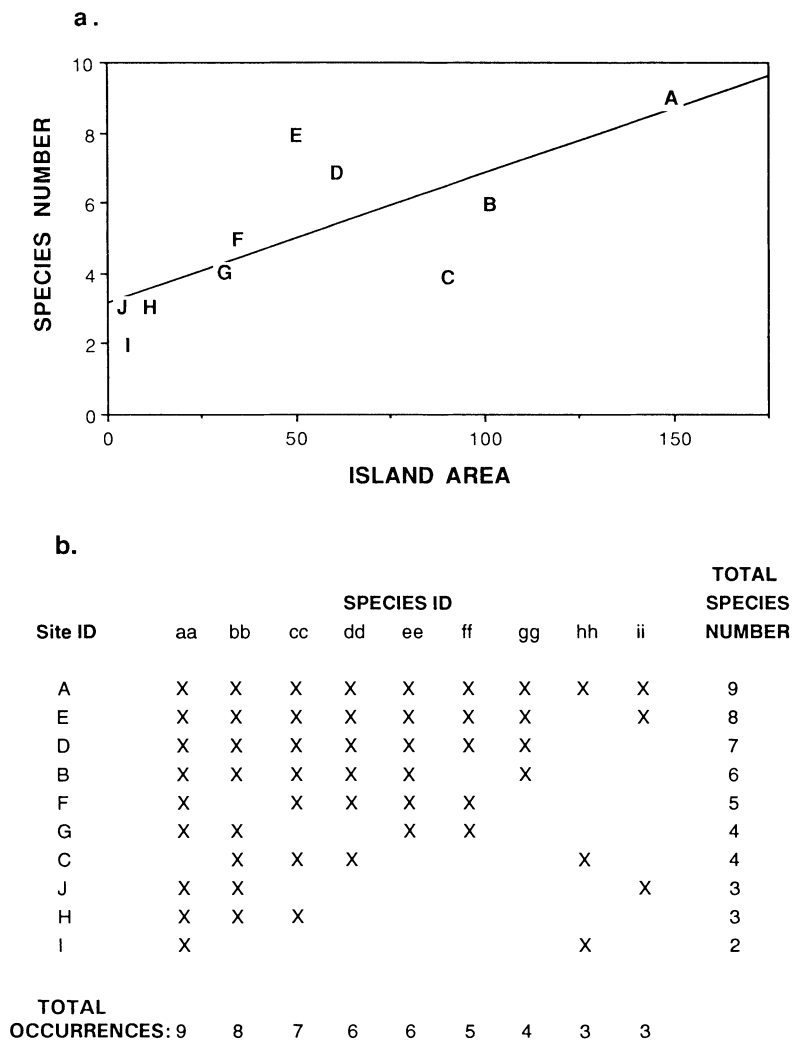 a.
10
8
6
4
2
0
SPECIES NUMBER
A
E
D
B
F
G
C
J H
I
0 50 100 150
ISLAND AREA
b.
TOTAL
SPECIES ID SPECIES
Site ID aa bb cc dd ee ff gg hh ii NUMBER
A X X X X X X X X X 9
E X X X X X X X X 8
D X X X X X X X 7
B X X X X X X 6
F X X X X X 5
G X X X X 4
C X X X X 4
J X X X 3
H X X X 3
I X X 2
TOTAL
OCCURRENCES: 9 8 7 6 6 5 4 3 3